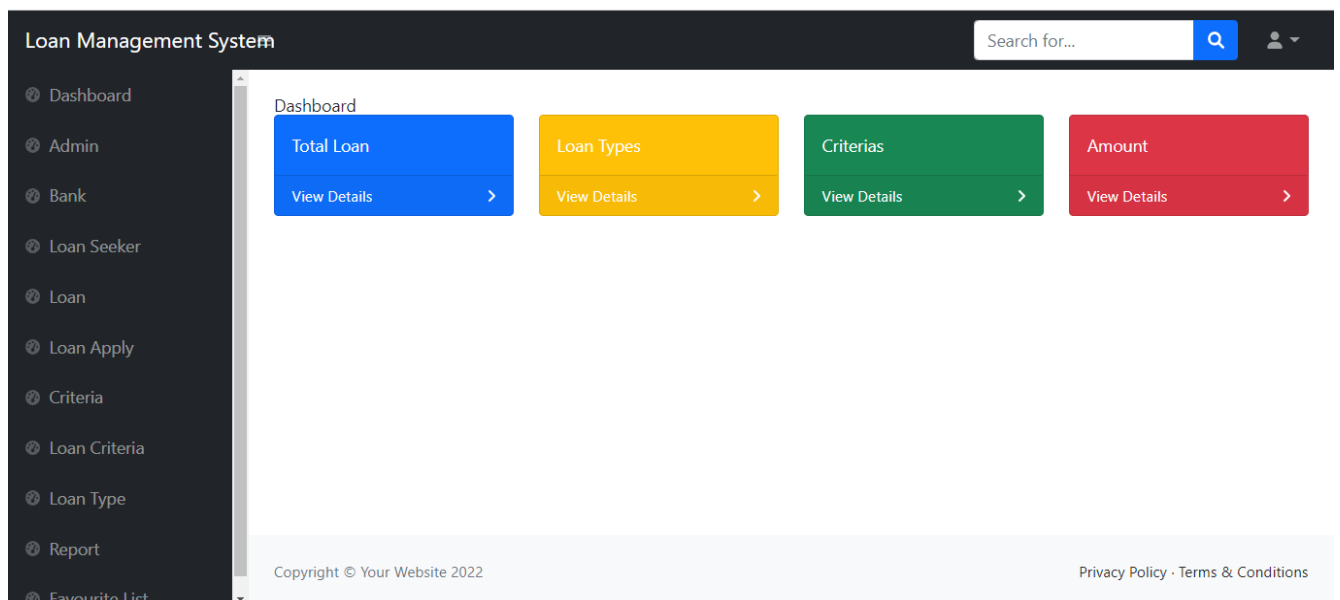 Loan Management System
Search for...
Dashboard
Admin
Bank
Loan Seeker
Loan
Loan Apply
Criteria
Loan Criteria
Loan Type
Report
Favourite List
Dashboard
Total Loan
View Details
Loan Types
View Details
Criterias
View Details
Amount
View Details
Copyright © Your Website 2022
Privacy Policy · Terms & Conditions